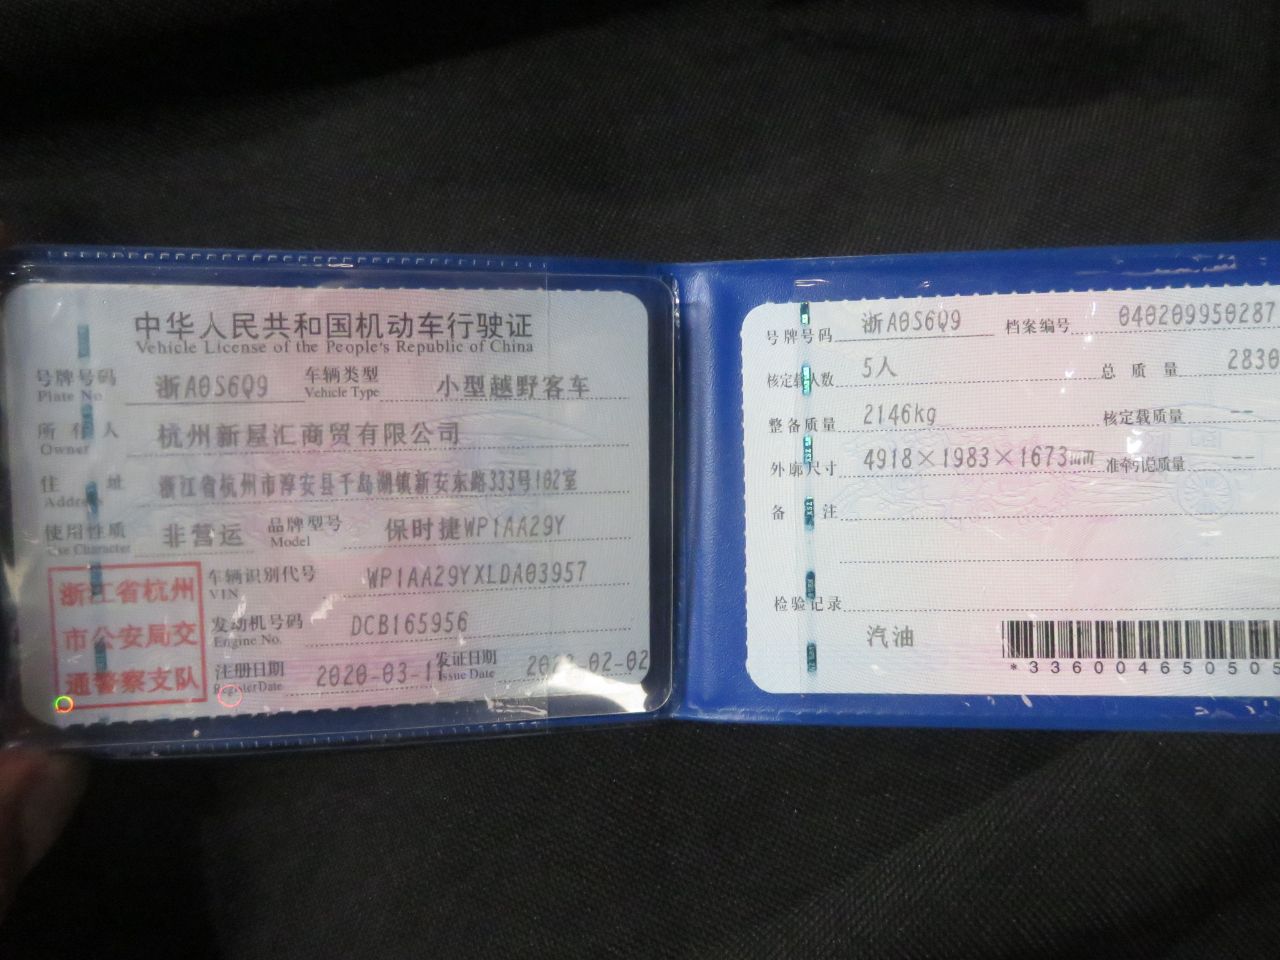 中华人民共和国机动车行驶证
Vehicle License of the People's Republic of China
号牌号码 浙A0S6Q9 车辆类型 小型越野客车
Plate No. Vehicle Type
所有人 杭州新屋汇商贸有限公司
Owner
住址 浙江省杭州市淳安县千岛湖镇新安东路333号102室
Address
使用性质 非营运 品牌型号 保时捷WP1AA29Y
Use Character Model
浙江省杭州
市公安局交
通警察支队
车辆识别代号 WP1AA29YXLDA03957
VIN
发动机号码 DCB165956
Engine No.
注册日期 2020-03-11 发证日期 -02-02
Register Date Issue Date
号牌号码 浙A0S6Q9 档案编号 040209950287
核定载人数 5人 总质量 2830
整备质量 2146kg 核定载质量 --
外廓尺寸 4918×1983×1673mm 准牵引总质量 --
备注
检验记录
汽油
*336004650505